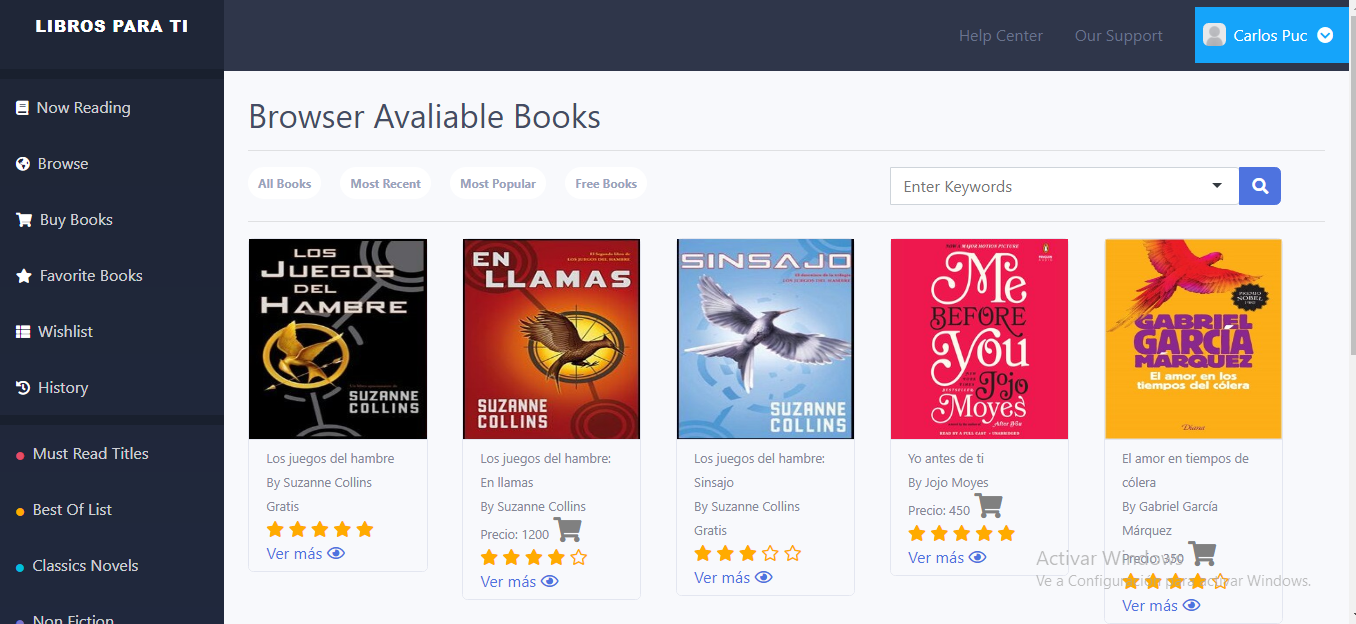 LIBROS PARA TI
Help Center
Our Support
Carlos Puc
Now Reading
Browse
Buy Books
Favorite Books
Wishlist
History
Must Read Titles
Best Of List
Classics Novels
Non Fiction
Browser Avaliable Books
All Books
Most Recent
Most Popular
Free Books
Enter Keywords
LOS
JUEGOS
DEL
HAMBRE
SUZANNE
COLLINS
Los juegos del hambre
By Suzanne Collins
Gratis
Ver más
EN
LLAMAS
SUZANNE
COLLINS
Los juegos del hambre:
En llamas
By Suzanne Collins
Precio: 1200
Ver más
SINSAJO
SUZANNE
COLLINS
Los juegos del hambre:
Sinsajo
By Suzanne Collins
Gratis
Ver más
NOW A MAJOR MOTION PICTURE
Me
BEFORE
You
Jojo
Moyes
Yo antes de ti
By Jojo Moyes
Precio: 450
Ver más
PREMIO
NOBEL
GABRIEL
GARCÍA
MÁRQUEZ
El amor en los
tiempos del cólera
Diana
El amor en tiempos de
cólera
By Gabriel García
Márquez
Precio: 350
Ver más
Activar Windows
Ve a Configuración para activar Windows.